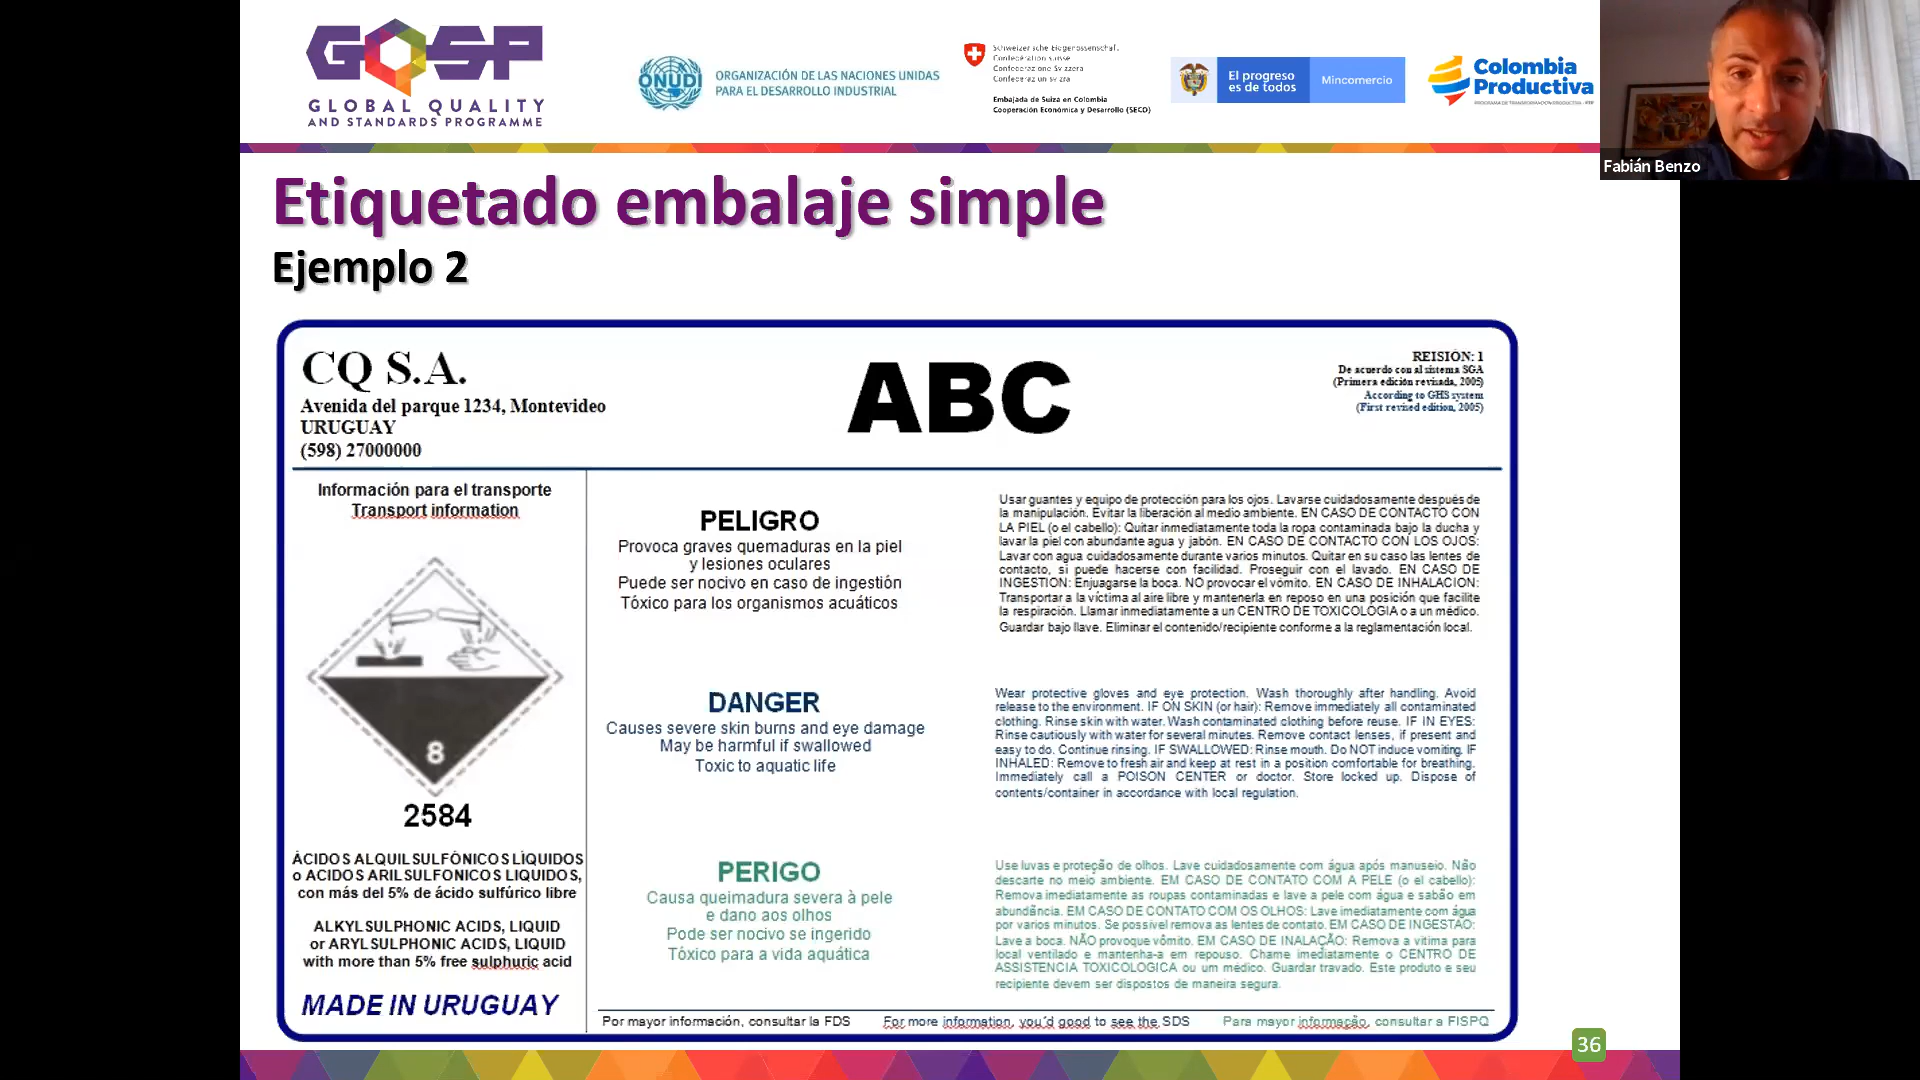 GQSP
GLOBAL QUALITY
AND STANDARDS PROGRAMME
ONUDI
ORGANIZACIÓN DE LAS NACIONES UNIDAS
PARA EL DESARROLLO INDUSTRIAL
Schweizerische Eidgenossenschaft
Confédération suisse
Confederazione Svizzera
Confederaziun svizra
Embajada de Suiza en Colombia
Cooperación Económica y Desarrollo (SECO)
El progreso
es de todos
Mincomercio
Colombia
Productiva
Fabián Benzo
Etiquetado embalaje simple
Ejemplo 2
CQ S.A.
Avenida del parque 1234, Montevideo
URUGUAY
(598) 27000000
ABC
REISIÓN: 1
De acuerdo con al sistema SGA
(Primera edición revisada, 2005)
According to GHS system
(First revised edition, 2005)
Información para el transporte
Transport information
8
2584
ÁCIDOS ALQUILSULFÓNICOS LÍQUIDOS
o ACIDOS ARILSULFONICOS LIQUIDOS,
con más del 5% de ácido sulfúrico libre
ALKYLSULPHONIC ACIDS, LIQUID
or ARYLSULPHONIC ACIDS, LIQUID
with more than 5% free sulphuric acid
MADE IN URUGUAY
PELIGRO
Provoca graves quemaduras en la piel
y lesiones oculares
Puede ser nocivo en caso de ingestión
Tóxico para los organismos acuáticos
Usar guantes y equipo de protección para los ojos. Lavarse cuidadosamente después de
la manipulación. Evitar la liberación al medio ambiente. EN CASO DE CONTACTO CON
LA PIEL (o el cabello): Quitar inmediatamente toda la ropa contaminada bajo la ducha y
lavar la piel con abundante agua y jabón. EN CASO DE CONTACTO CON LOS OJOS:
Lavar con agua cuidadosamente durante varios minutos. Quitar en su caso las lentes de
contacto, si puede hacerse con facilidad. Proseguir con el lavado. EN CASO DE
INGESTION: Enjuagarse la boca. NO provocar el vómito. EN CASO DE INHALACION:
Transportar a la víctima al aire libre y mantenerla en reposo en una posición que facilite
la respiración. Llamar inmediatamente a un CENTRO DE TOXICOLOGIA o a un médico.
Guardar bajo llave. Eliminar el contenido/recipiente conforme a la reglamentación local.
DANGER
Causes severe skin burns and eye damage
May be harmful if swallowed
Toxic to aquatic life
Wear protective gloves and eye protection. Wash thoroughly after handling. Avoid
release to the environment. IF ON SKIN (or hair): Remove immediately all contaminated
clothing. Rinse skin with water. Wash contaminated clothing before reuse. IF IN EYES:
Rinse cautiously with water for several minutes. Remove contact lenses, if present and
easy to do. Continue rinsing. IF SWALLOWED: Rinse mouth. Do NOT induce vomiting. IF
INHALED: Remove to fresh air and keep at rest in a position comfortable for breathing.
Immediately call a POISON CENTER or doctor. Store locked up. Dispose of
contents/container in accordance with local regulation.
PERIGO
Causa queimadura severa à pele
e dano aos olhos
Pode ser nocivo se ingerido
Tóxico para a vida aquática
Use luvas e proteção de olhos. Lave cuidadosamente com água após manuseio. Não
descarte no meio ambiente. EM CASO DE CONTATO COM A PELE (o el cabello):
Remova imediatamente as roupas contaminadas e lave a pele com água e sabão em
abundância. EM CASO DE CONTATO COM OS OLHOS: Lave imediatamente com água
por varios minutos. Se possível remova as lentes de contato. EM CASO DE INGESTAO:
Lave a boca. NÃO provoque vômito. EM CASO DE INALAÇÃO: Remova a vitima para
local ventilado e mantenha-a em repouso. Chame imediatamente o CENTRO DE
ASSISTENCIA TOXICOLOGICA ou um médico. Guardar travado. Este produto e seu
recipiente devem ser dispostos de maneira segura.
Por mayor información, consultar la FDS
For more information, you'd good to see the SDS
Para mayor informação, consultar a FISPQ
36